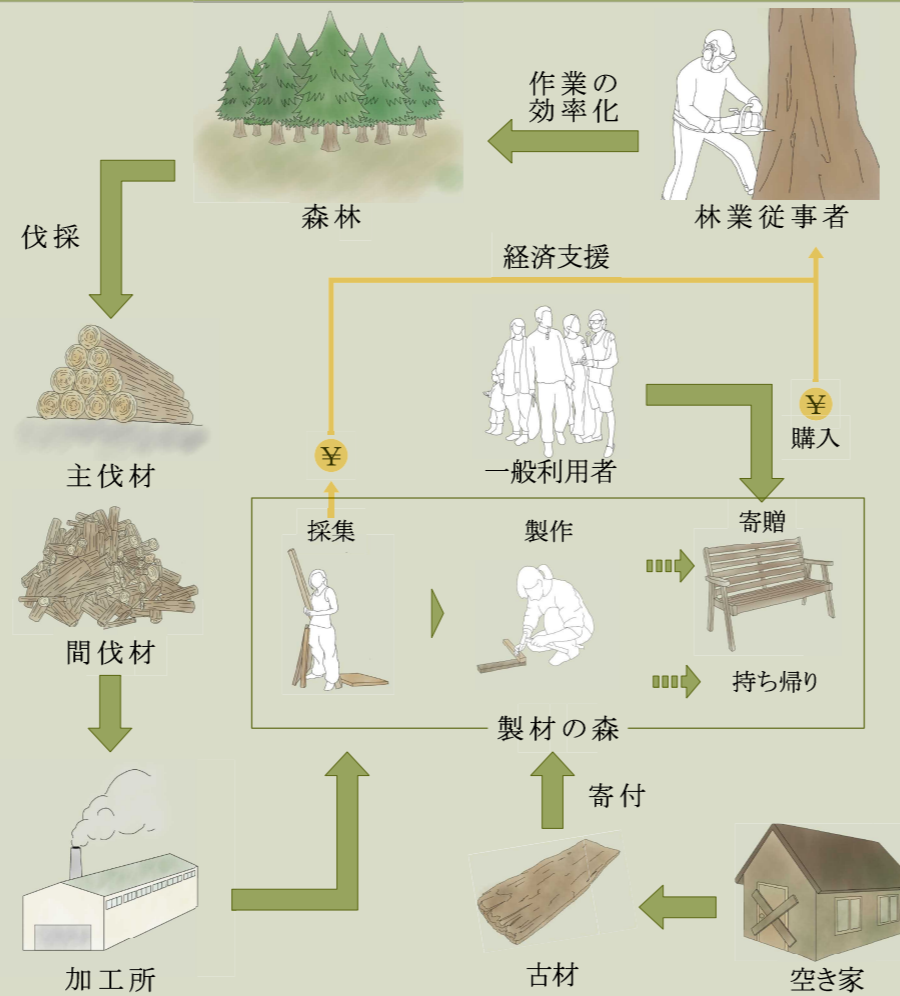 作業の
効率化
森林
林業従事者
伐採
経済支援
¥
購入
主伐材
¥
一般利用者
採集
製作
寄贈
間伐材
持ち帰り
製材の森
寄付
加工所
古材
空き家